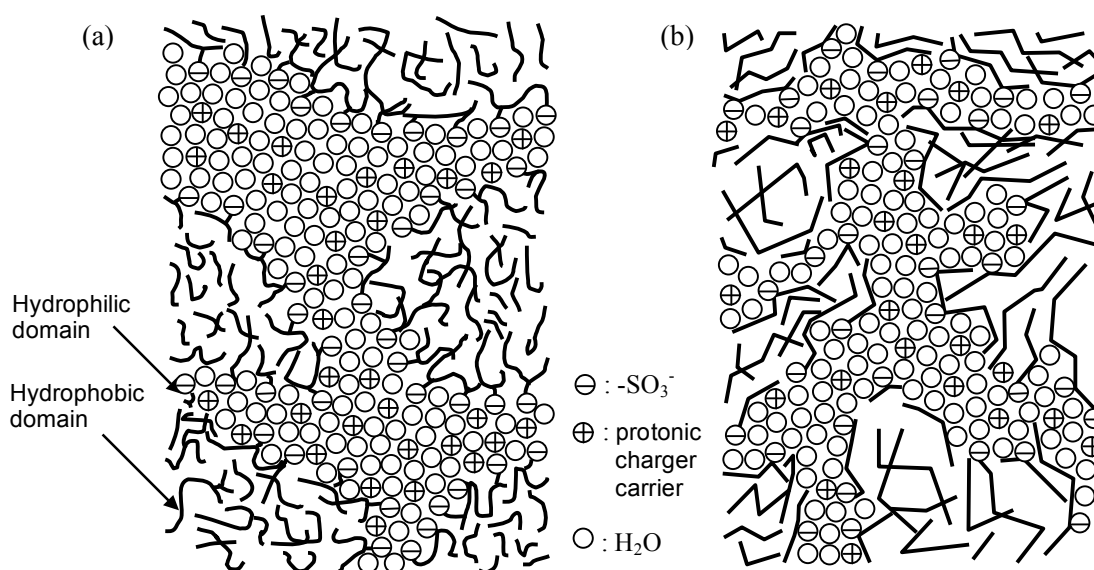 (a)
(b)
Hydrophilic
domain
Hydrophobic
domain
⊖ : -SO₃⁻
⊕ : protonic
charger
carrier
○ : H₂O